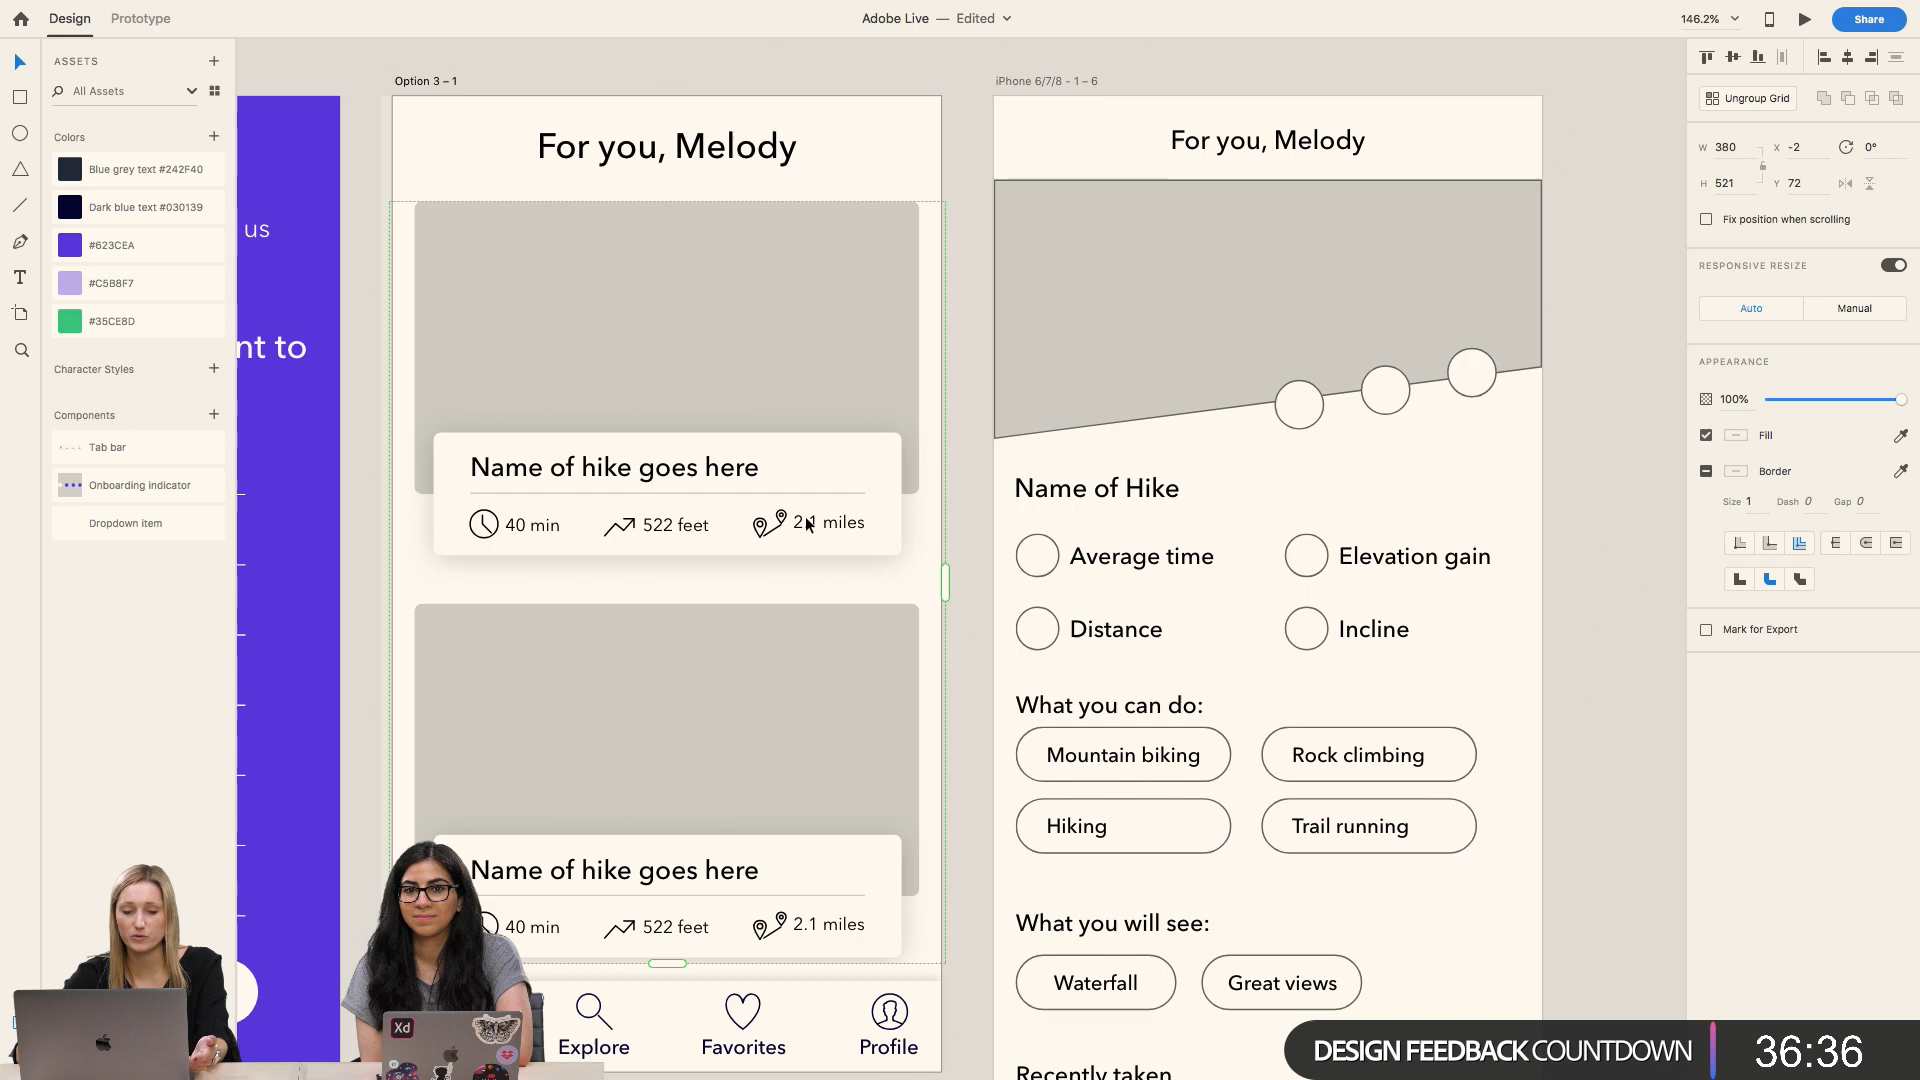 Design
Prototype
Adobe Live — Edited
146.2%
Share
ASSETS
All Assets
Colors
Blue grey text #242F40
Dark blue text #030139
#623CEA
#C5B8F7
#35CE8D
Character Styles
Components
Tab bar
Onboarding indicator
Dropdown item
us
nt to
Option 3 – 1
For you, Melody
Name of hike goes here
40 min
522 feet
2.1 miles
Name of hike goes here
40 min
522 feet
2.1 miles
Explore
Favorites
Profile
iPhone 6/7/8 - 1 – 6
For you, Melody
Name of Hike
Average time
Elevation gain
Distance
Incline
What you can do:
Mountain biking
Rock climbing
Hiking
Trail running
What you will see:
Waterfall
Great views
Recently taken
Ungroup Grid
W 380
X -2
0°
H 521
Y 72
Fix position when scrolling
RESPONSIVE RESIZE
Auto
Manual
APPEARANCE
100%
Fill
Border
Size 1
Dash 0
Gap 0
Mark for Export
Xd
DESIGN FEEDBACK COUNTDOWN
36:36